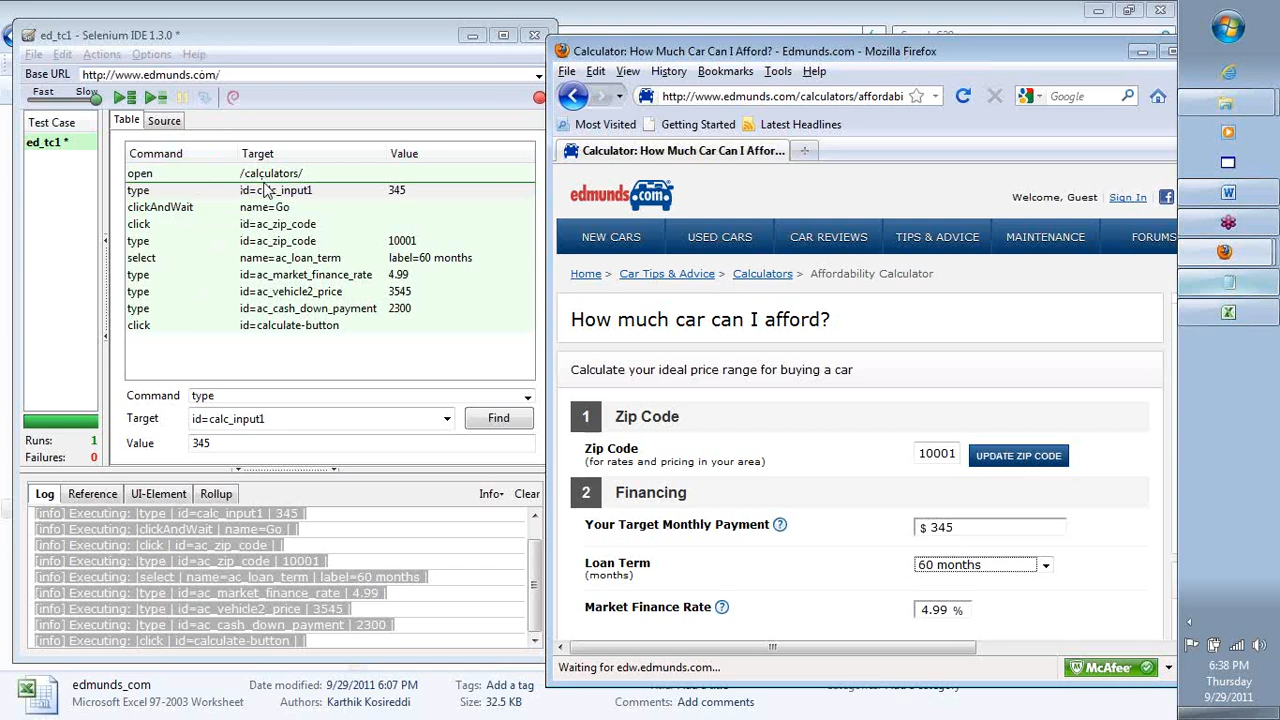 ed_tc1 - Selenium IDE 1.3.0 *
File Edit Actions Options Help
Base URL http://www.edmunds.com/
Fast Slow
Test Case
ed_tc1 *
Table Source
Command Target Value
open /calculators/
type id=calc_input1 345
clickAndWait name=Go
click id=ac_zip_code
type id=ac_zip_code 10001
select name=ac_loan_term label=60 months
type id=ac_market_finance_rate 4.99
type id=ac_vehicle2_price 3545
type id=ac_cash_down_payment 2300
click id=calculate-button
Command type
Target id=calc_input1 Find
Value 345
Runs: 1
Failures: 0
Log Reference UI-Element Rollup Info Clear
[info] Executing: |type | id=calc_input1 | 345 |
[info] Executing: |clickAndWait | name=Go | |
[info] Executing: |click | id=ac_zip_code | |
[info] Executing: |type | id=ac_zip_code | 10001 |
[info] Executing: |select | name=ac_loan_term | label=60 months |
[info] Executing: |type | id=ac_market_finance_rate | 4.99 |
[info] Executing: |type | id=ac_vehicle2_price | 3545 |
[info] Executing: |type | id=ac_cash_down_payment | 2300 |
[info] Executing: |click | id=calculate-button | |
edmunds_com
Microsoft Excel 97-2003 Worksheet
Date modified: 9/29/2011 6:07 PM
Authors: Karthik Kosireddi
Tags: Add a tag
Size: 32.5
Comments: Add comments
Calculator: How Much Car Can I Afford? - Edmunds.com - Mozilla Firefox
File Edit View History Bookmarks Tools Help
http://www.edmunds.com/calculators/affordabi
Google
Most Visited Getting Started Latest Headlines
Calculator: How Much Car Can I Affor...
edmunds.com
Welcome, Guest Sign In
NEW CARS USED CARS CAR REVIEWS TIPS & ADVICE MAINTENANCE FORUMS
Home > Car Tips & Advice > Calculators > Affordability Calculator
How much car can I afford?
Calculate your ideal price range for buying a car
1 Zip Code
Zip Code
(for rates and pricing in your area)
10001 UPDATE ZIP CODE
2 Financing
Your Target Monthly Payment ? $ 345
Loan Term
(months)
60 months
Market Finance Rate ? 4.99 %
Waiting for edw.edmunds.com...
McAfee
6:38 PM
Thursday
9/29/2011